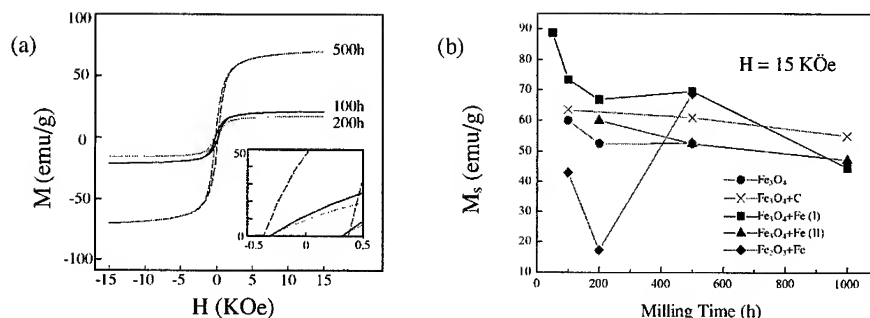 (a)
M (emu/g)
100
50
0
-50
-100
500h
100h
200h
50
0
-0.5
0
0.5
-15
-10
-5
0
5
10
15
H (KOe)
(b)
Ms (emu/g)
90
80
70
60
50
40
30
20
10
H = 15 KÖe
Fe₃O₄
Fe₃O₄+C
Fe₃O₄+Fe (I)
Fe₃O₄+Fe (II)
Fe₂O₃+Fe
0
200
400
600
800
1000
Milling Time (h)